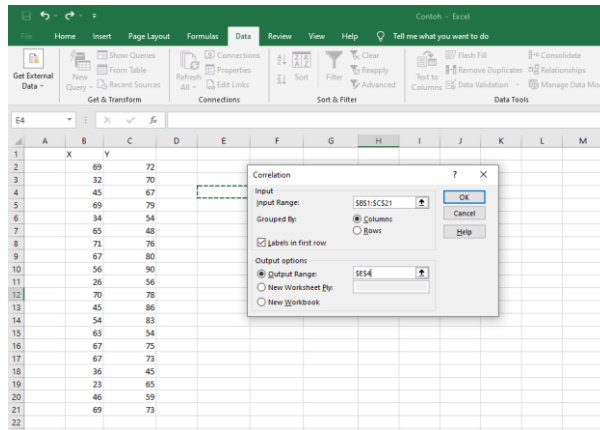 Contoh - Excel
File Home Insert Page Layout Formulas Data Review View Help Tell me what you want to do
Get External Data
New Query
Show Queries
From Table
Recent Sources
Get & Transform
Refresh All
Connections
Properties
Edit Links
Connections
Sort
Filter
Clear
Reapply
Advanced
Sort & Filter
Text to Columns
Flash Fill
Remove Duplicates
Data Validation
Consolidate
Relationships
Manage Data Mo
Data Tools
E4 fx
A B C D E F G H I J K L M
1 X Y
2 69 72
3 32 70
4 45 67
5 69 79
6 34 54
7 65 48
8 71 76
9 67 80
10 56 90
11 26 56
12 70 78
13 45 86
14 54 83
15 63 54
16 67 75
17 67 73
18 36 45
19 23 65
20 46 59
21 69 73
22
Correlation ? X
Input
Input Range: $B$1:$C$21
Grouped By: Columns
Rows
Labels in first row
Output options
Output Range: $E$4
New Worksheet Ply:
New Workbook
OK
Cancel
Help